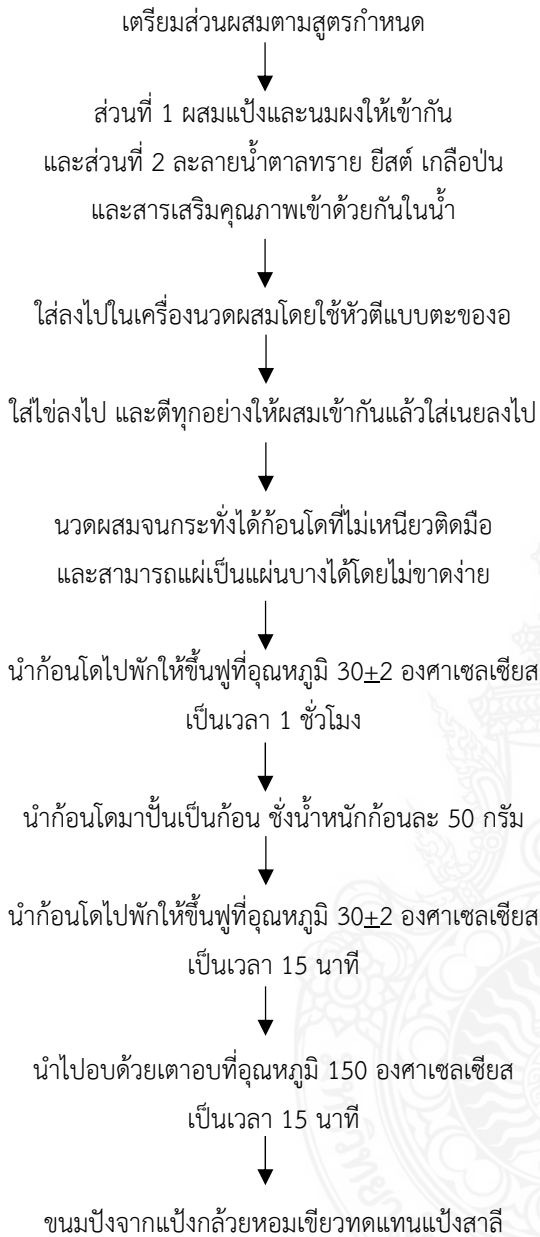 เตรียมส่วนผสมตามสูตรกำหนด
ส่วนที่ 1 ผสมแป้งและนมผงให้เข้ากัน
และส่วนที่ 2 ละลายน้ำตาลทราย ยีสต์ เกลือป่น
และสารเสริมคุณภาพเข้าด้วยกันในน้ำ
ใส่ลงไปในเครื่องนวดผสมโดยใช้หัวตีแบบตะของอ
ใส่ไข่ลงไป และตีทุกอย่างให้ผสมเข้ากันแล้วใส่เนยลงไป
นวดผสมจนกระทั่งได้ก้อนโดที่ไม่เหนียวติดมือ
และสามารถแผ่เป็นแผ่นบางได้โดยไม่ขาดง่าย
นำก้อนโดไปพักให้ขึ้นฟูที่อุณหภูมิ 30±2 องศาเซลเซียส
เป็นเวลา 1 ชั่วโมง
นำก้อนโดมาปั้นเป็นก้อน ชั่งน้ำหนักก้อนละ 50 กรัม
นำก้อนโดไปพักให้ขึ้นฟูที่อุณหภูมิ 30±2 องศาเซลเซียส
เป็นเวลา 15 นาที
นำไปอบด้วยเตาอบที่อุณหภูมิ 150 องศาเซลเซียส
เป็นเวลา 15 นาที
ขนมปังจากแป้งกล้วยหอมเขียวทดแทนแป้งสาลี